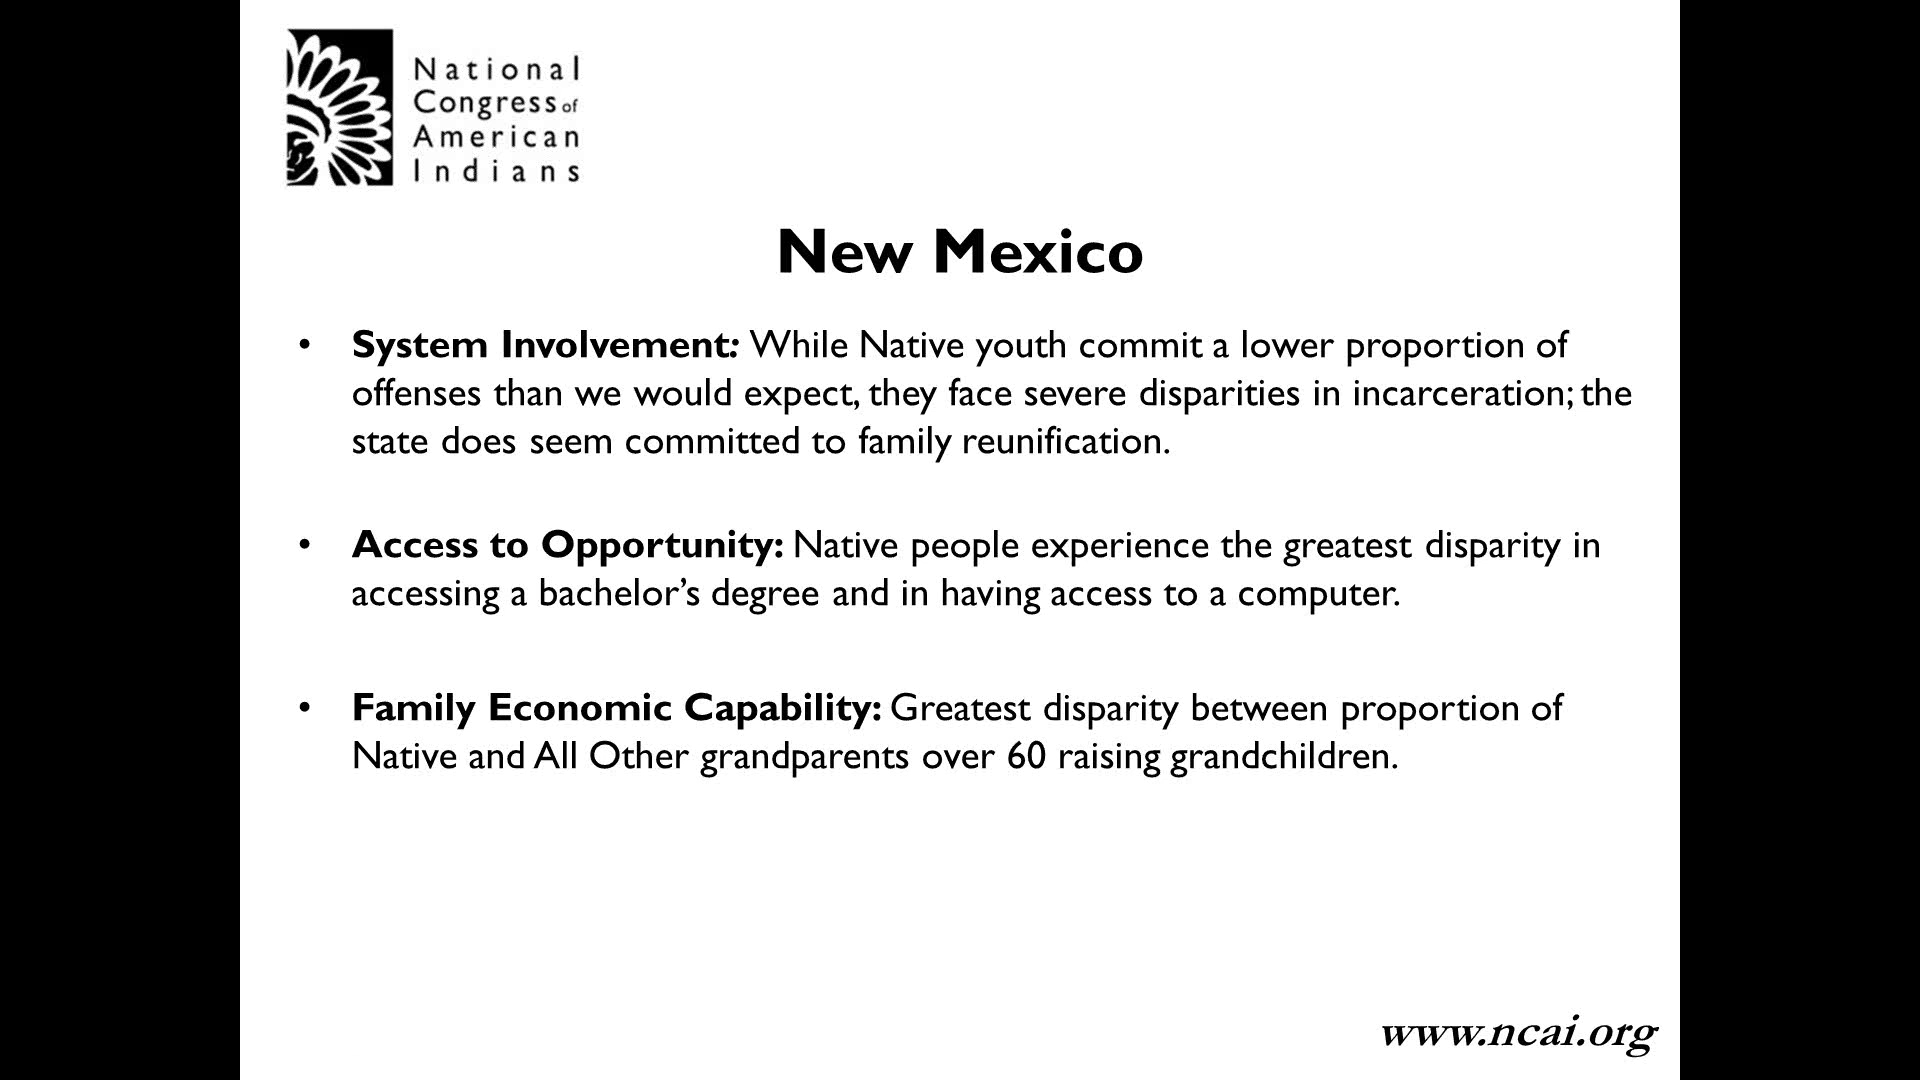 National
Congress of
American
Indians
New Mexico
• System Involvement: While Native youth commit a lower proportion of
offenses than we would expect, they face severe disparities in incarceration; the
state does seem committed to family reunification.
• Access to Opportunity: Native people experience the greatest disparity in
accessing a bachelor’s degree and in having access to a computer.
• Family Economic Capability: Greatest disparity between proportion of
Native and All Other grandparents over 60 raising grandchildren.
www.ncai.org